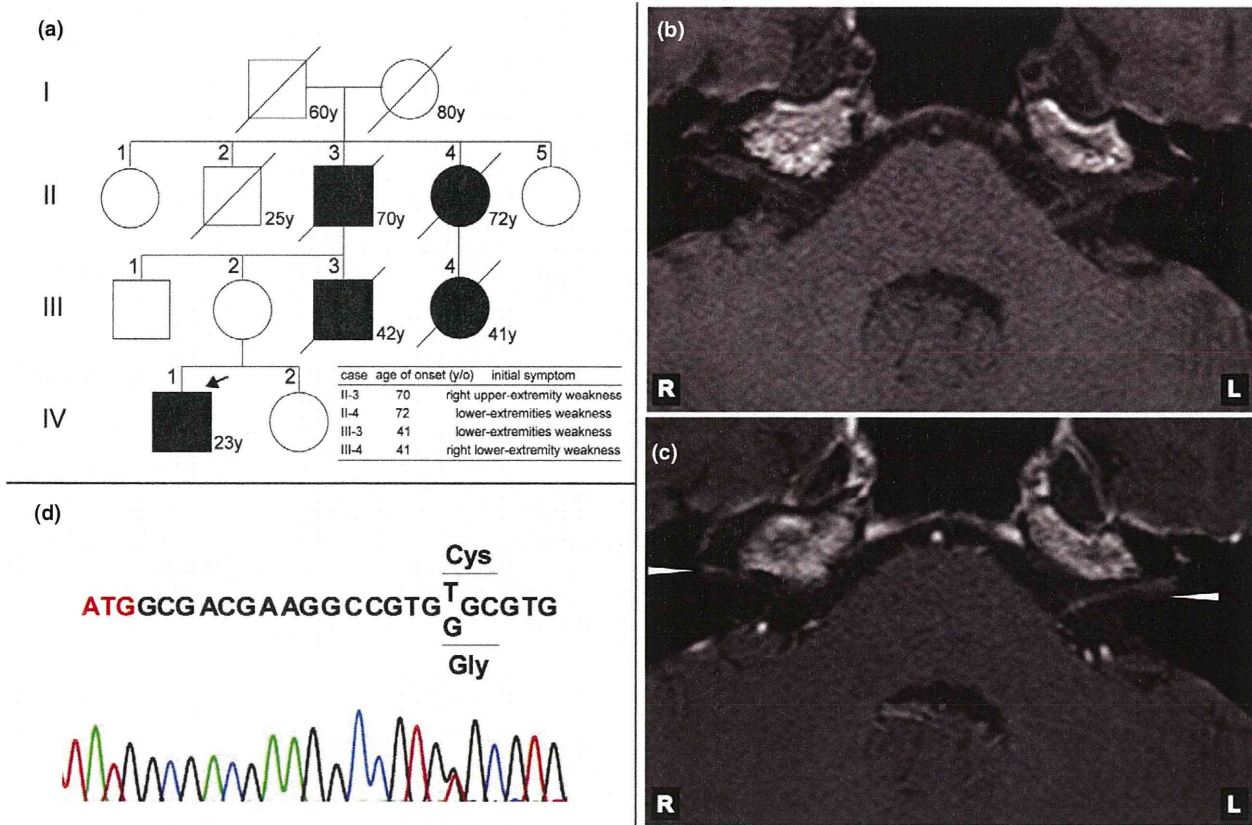 (a)
I
60y
80y
1 2 3 4 5
II
25y
70y
72y
1 2 3 4
III
42y
41y
1 2
IV
23y
case age of onset (y/o) initial symptom
II-3 70 right upper-extremity weakness
II-4 72 lower-extremities weakness
III-3 41 lower-extremities weakness
III-4 41 right lower-extremity weakness
(b)
R L
(c)
R L
(d)
Cys
T
ATGGCGACGAAGGCCGTG GCGTG
G
Gly